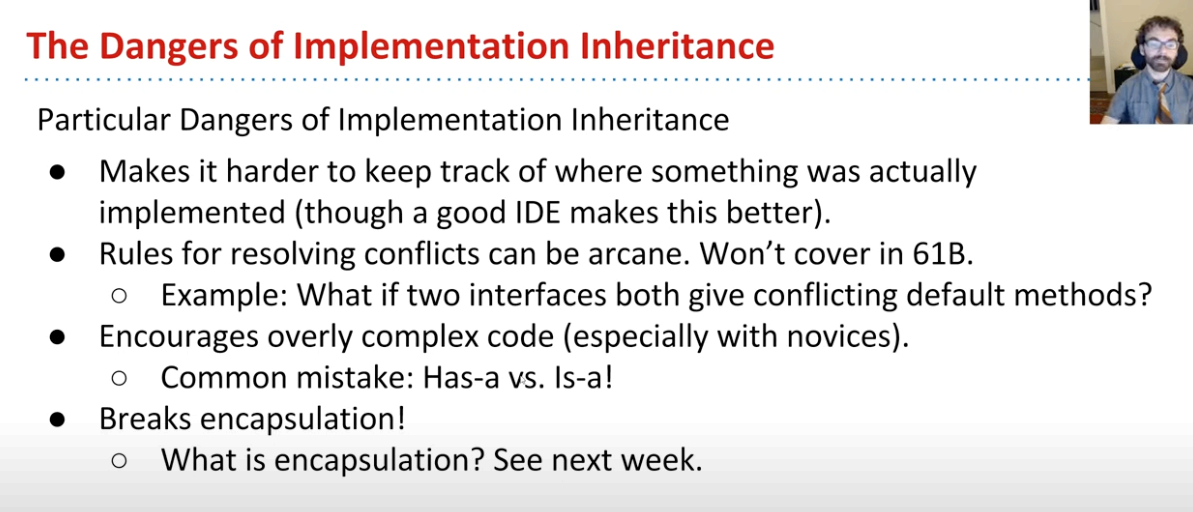 The Dangers of Implementation Inheritance
Particular Dangers of Implementation Inheritance
● Makes it harder to keep track of where something was actually
implemented (though a good IDE makes this better).
● Rules for resolving conflicts can be arcane. Won’t cover in 61B.
○ Example: What if two interfaces both give conflicting default methods?
● Encourages overly complex code (especially with novices).
○ Common mistake: Has-a vs. Is-a!
● Breaks encapsulation!
○ What is encapsulation? See next week.